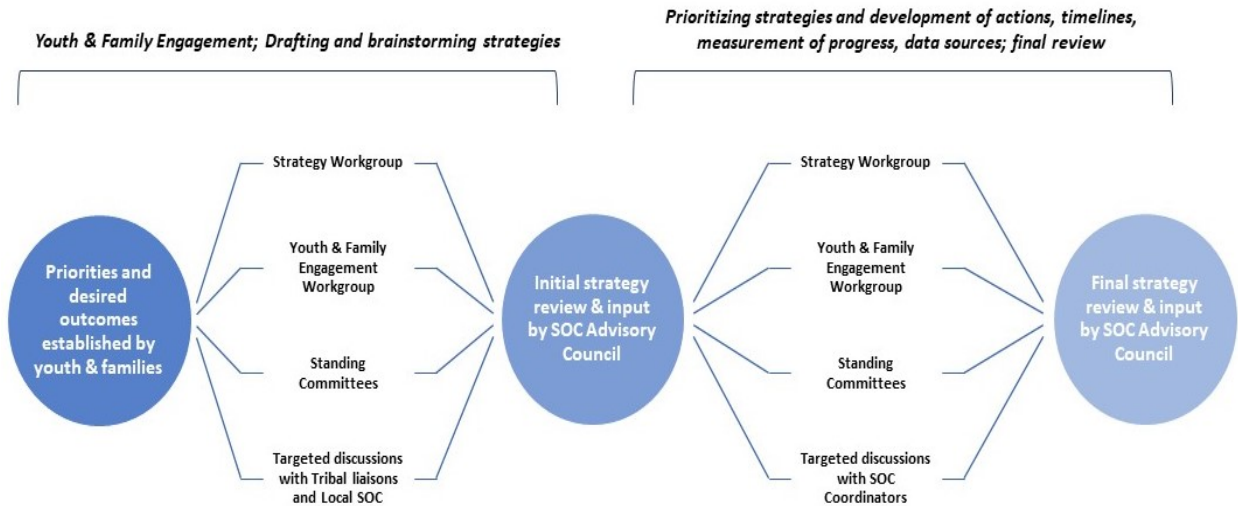 Youth & Family Engagement; Drafting and brainstorming strategies
Prioritizing strategies and development of actions, timelines,
measurement of progress, data sources; final review
Priorities and
desired
outcomes
established by
youth & families
Strategy Workgroup
Youth & Family
Engagement
Workgroup
Standing
Committees
Targeted discussions
with Tribal liaisons
and Local SOC
Initial strategy
review & input
by SOC Advisory
Council
Strategy Workgroup
Youth & Family
Engagement
Workgroup
Standing
Committees
Targeted discussions
with SOC
Coordinators
Final strategy
review & input
by SOC Advisory
Council